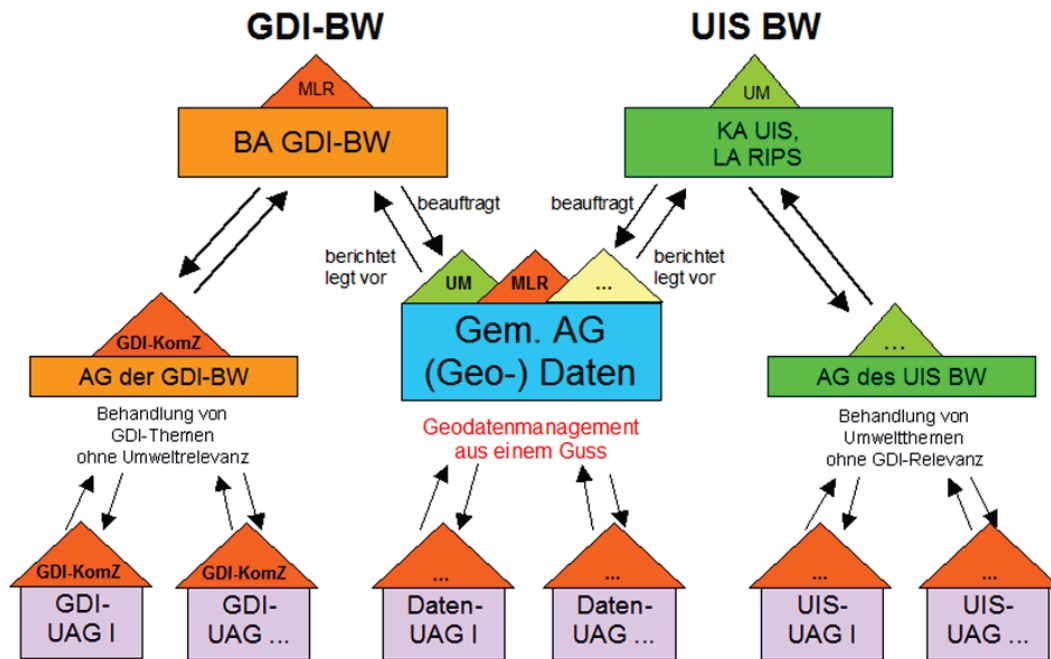 GDI-BW
UIS BW
MLR
UM
BA GDI-BW
KA UIS,
LA RIPS
beauftragt
beauftragt
berichtet
legt vor
berichtet
legt vor
UM
MLR
...
Gem. AG
(Geo-) Daten
GDI-KomZ
AG der GDI-BW
...
AG des UIS BW
Behandlung von
GDI-Themen
ohne Umweltrelevanz
Geodatenmanagement
aus einem Guss
Behandlung von
Umweltthemen
ohne GDI-Relevanz
GDI-KomZ
GDI-KomZ
...
...
...
...
GDI-
UAG I
GDI-
UAG ...
Daten-
UAG I
Daten-
UAG ...
UIS-
UAG I
UIS-
UAG ...